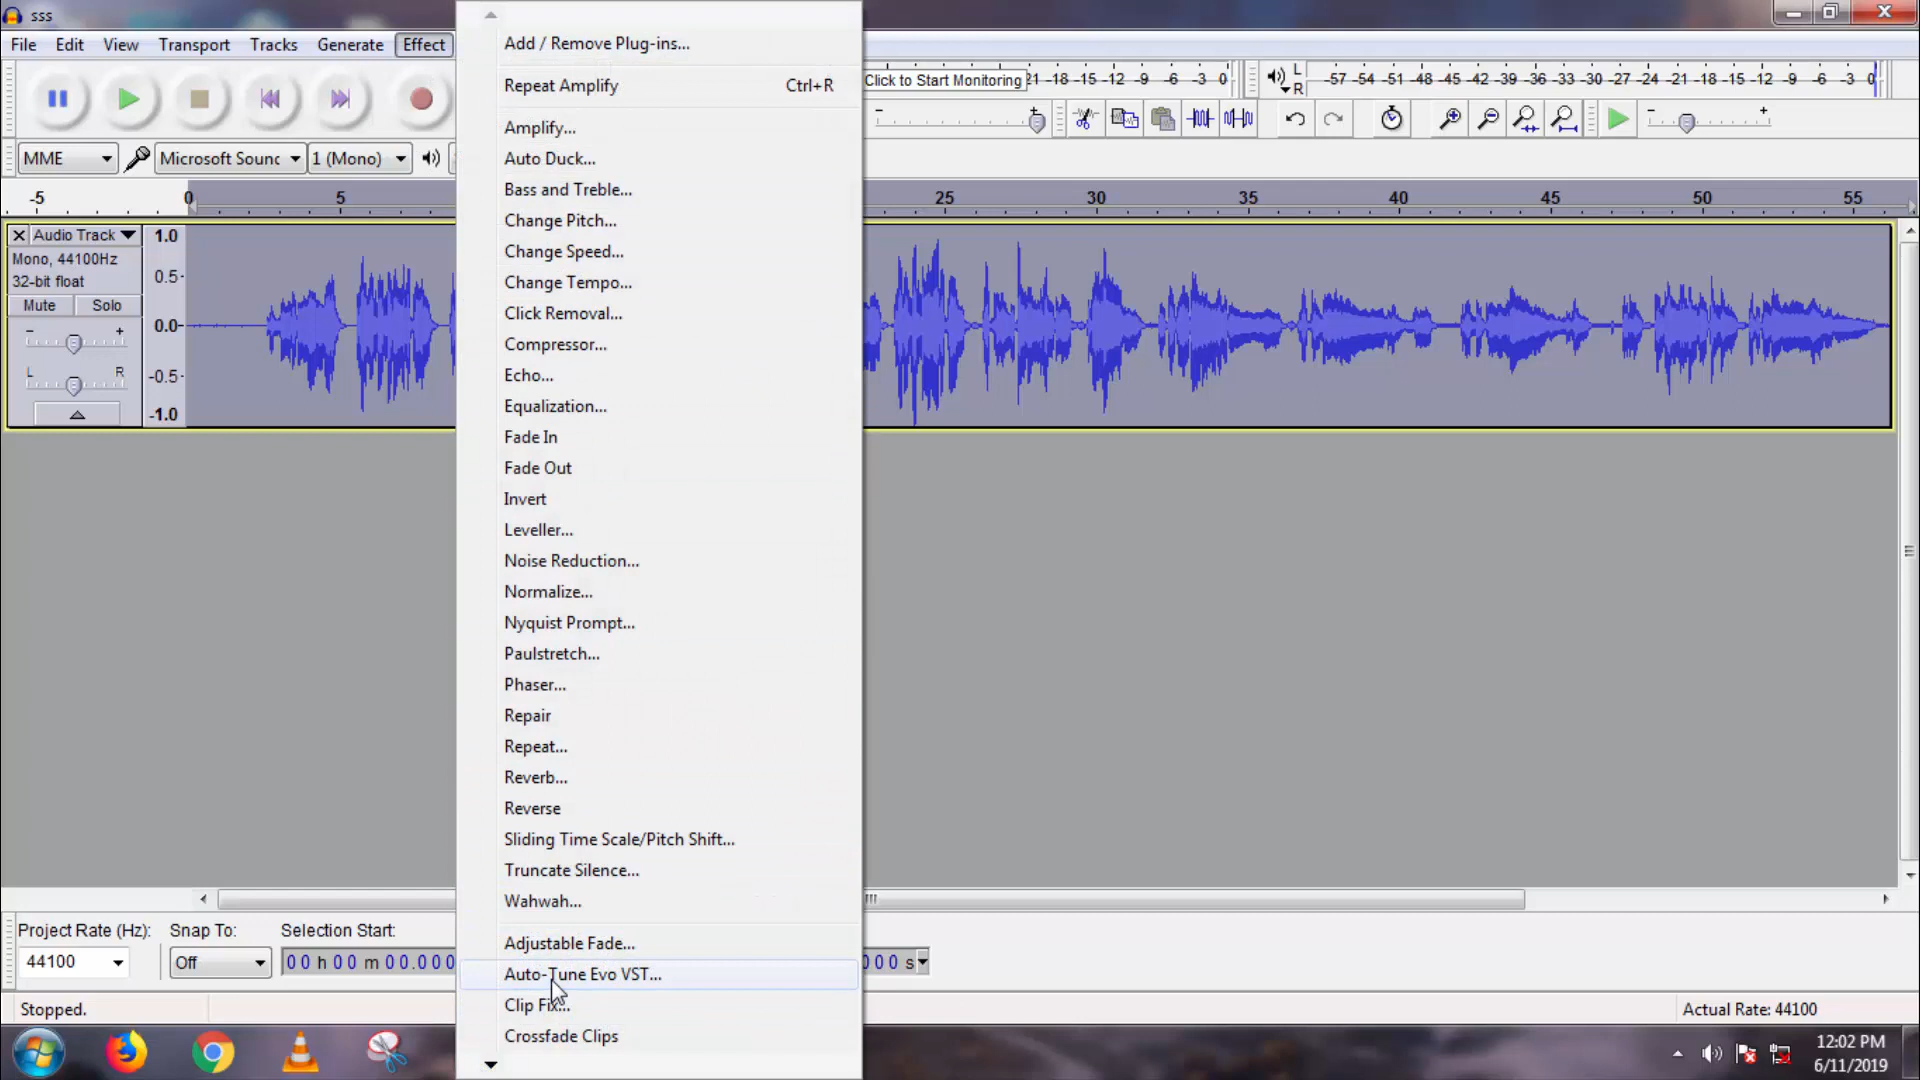 sss
File Edit View Transport Tracks Generate Effect
Add / Remove Plug-ins...
Repeat Amplify Ctrl+R
Amplify...
Auto Duck...
Bass and Treble...
Change Pitch...
Change Speed...
Change Tempo...
Click Removal...
Compressor...
Echo...
Equalization...
Fade In
Fade Out
Invert
Leveller...
Noise Reduction...
Normalize...
Nyquist Prompt...
Paulstretch...
Phaser...
Repair
Repeat...
Reverb...
Reverse
Sliding Time Scale/Pitch Shift...
Truncate Silence...
Wahwah...
Adjustable Fade...
Auto-Tune Evo VST...
Clip Fix...
Crossfade Clips
Click to Start Monitoring 21 -18 -15 -12 -9 -6 -3 0
L
R
-57 -54 -51 -48 -45 -42 -39 -36 -33 -30 -27 -24 -21 -18 -15 -12 -9 -6 -3 0
MME Microsoft Sounc 1 (Mono)
-5 0 5 25 30 35 40 45 50 55
Audio Track
Mono, 44100Hz
32-bit float
Mute Solo
- +
L R
1.0
0.5-
0.0-
-0.5-
-1.0
Project Rate (Hz): Snap To: Selection Start:
44100 Off 00 h 00 m 00.000 000 s
Stopped. Actual Rate: 44100
12:02 PM
6/11/2019